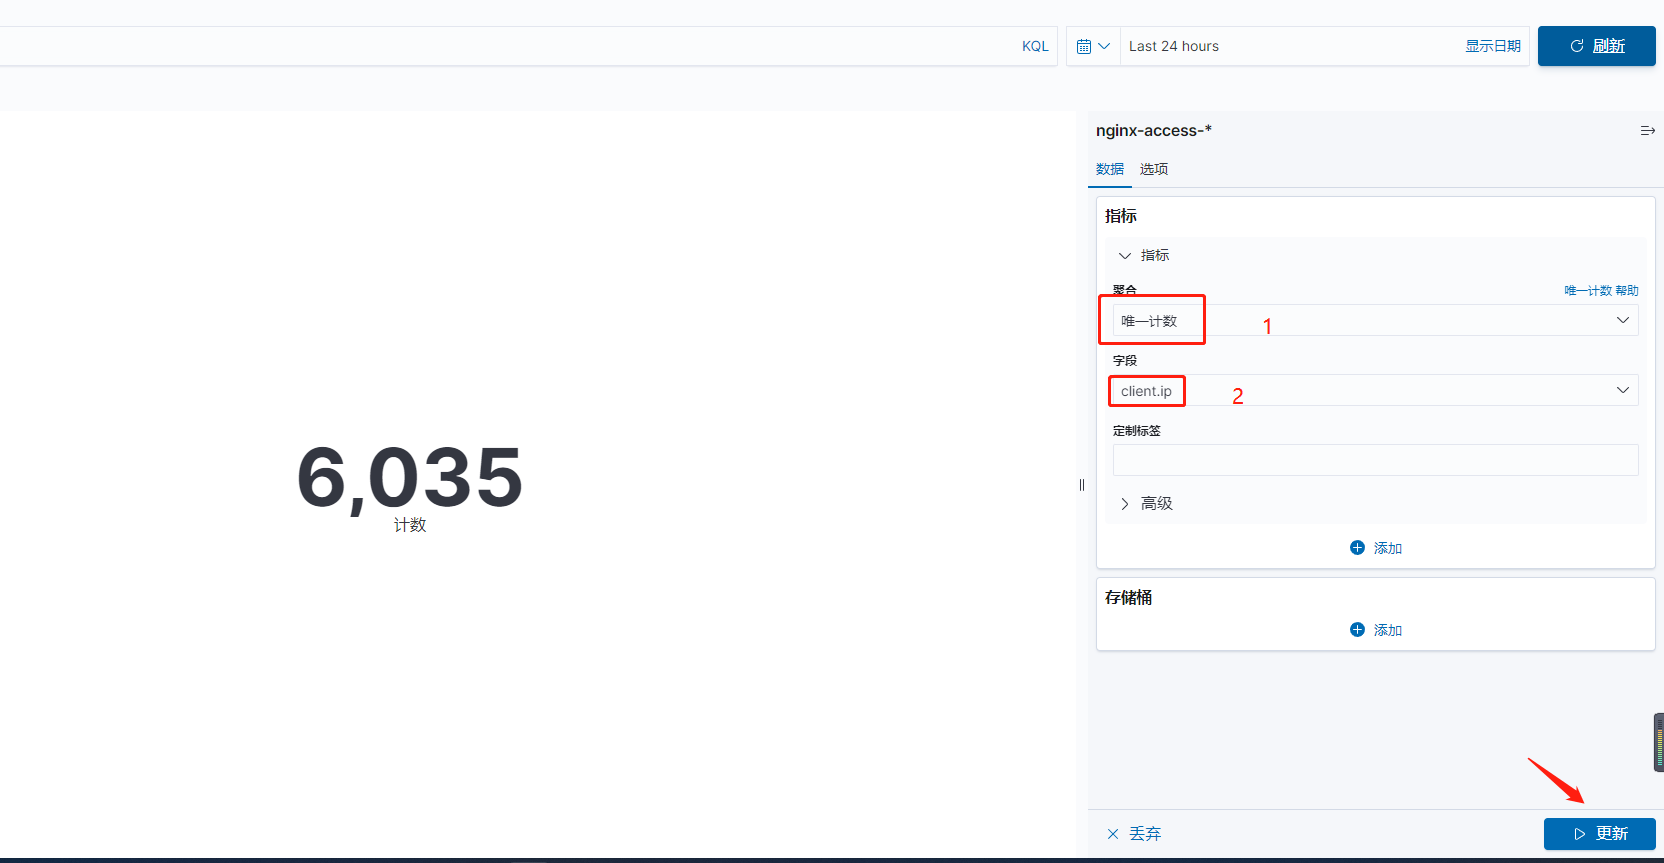 KQL
Last 24 hours
显示日期
刷新
nginx-access-*
数据 选项
指标
指标
聚合
唯一计数 帮助
唯一计数
1
字段
client.ip
2
定制标签
高级
添加
存储桶
添加
6,035
计数
丢弃
更新